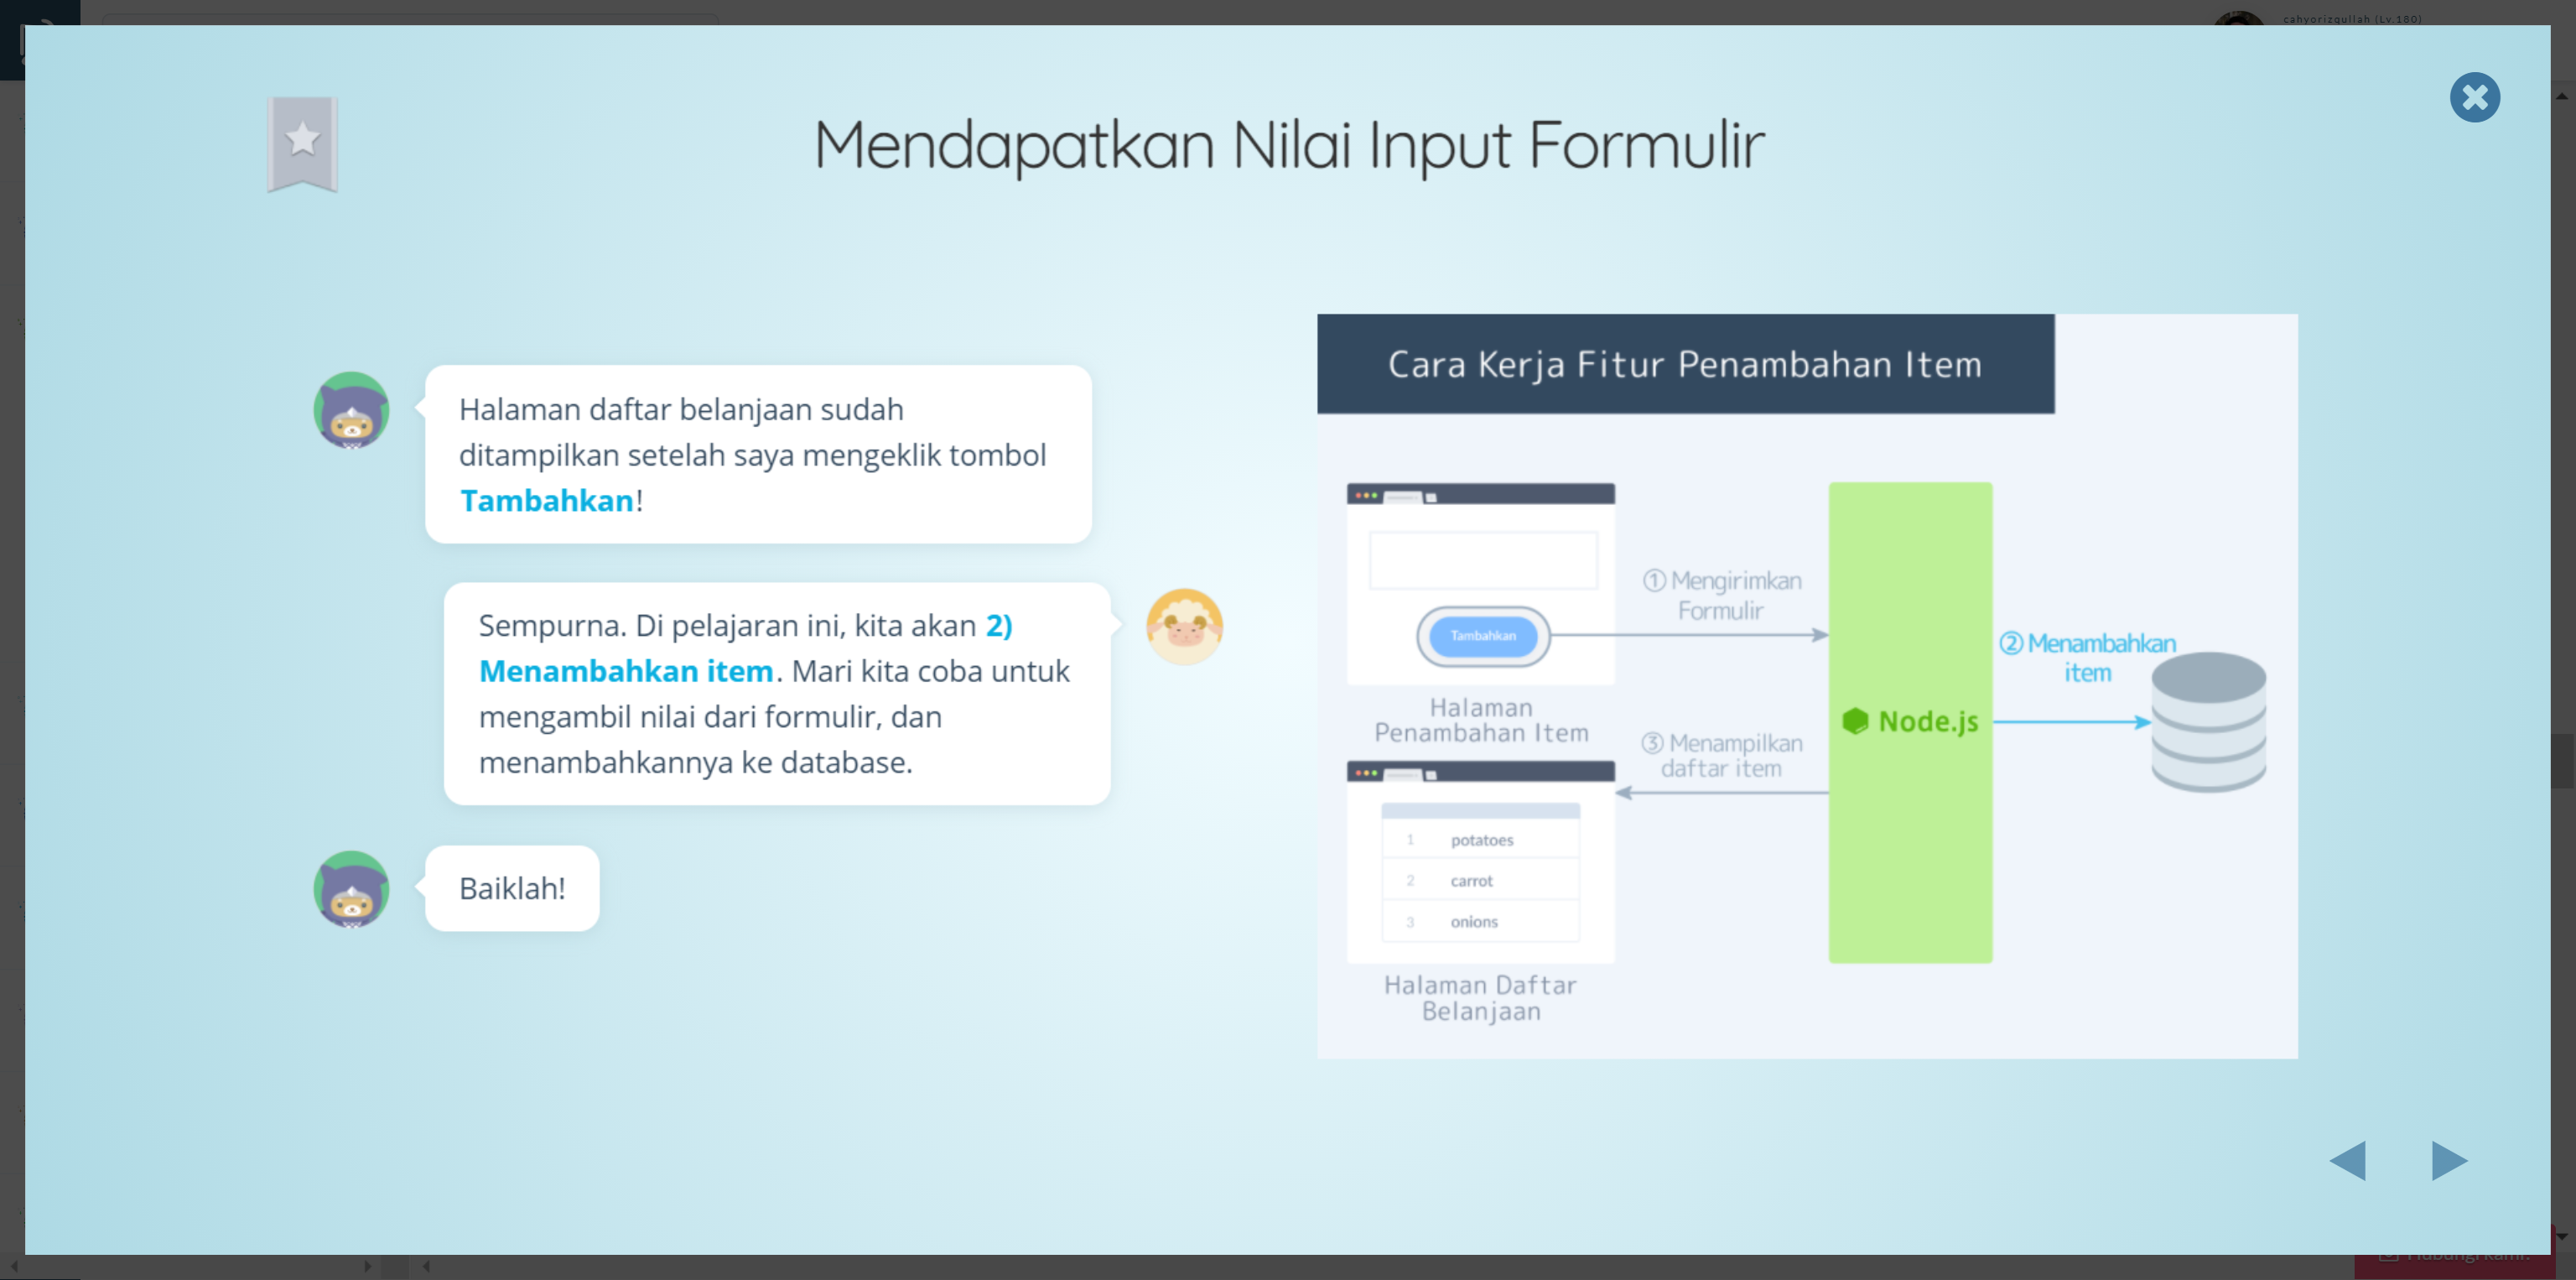 cahyorizqullah (Lv.180)
Mendapatkan Nilai Input Formulir
Halaman daftar belanjaan sudah
ditampilkan setelah saya mengeklik tombol
Tambahkan!
Sempurna. Di pelajaran ini, kita akan 2)
Menambahkan item. Mari kita coba untuk
mengambil nilai dari formulir, dan
menambahkannya ke database.
Baiklah!
Cara Kerja Fitur Penambahan Item
Tambahkan
Halaman
Penambahan Item
① Mengirimkan
Formulir
Node.js
② Menambahkan
item
③ Menampilkan
daftar item
1 potatoes
2 carrot
3 onions
Halaman Daftar
Belanjaan
Hubungi kami!